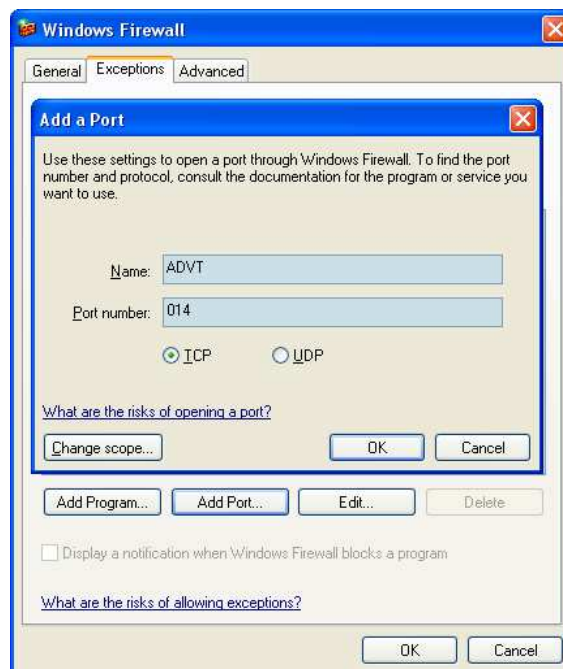 Windows Firewall
General Exceptions Advanced
Add a Port
Use these settings to open a port through Windows Firewall. To find the port
number and protocol, consult the documentation for the program or service you
want to use.
Name: ADVT
Port number: 014
TCP UDP
What are the risks of opening a port?
Change scope... OK Cancel
Add Program... Add Port... Edit... Delete
Display a notification when Windows Firewall blocks a program
What are the risks of allowing exceptions?
OK Cancel